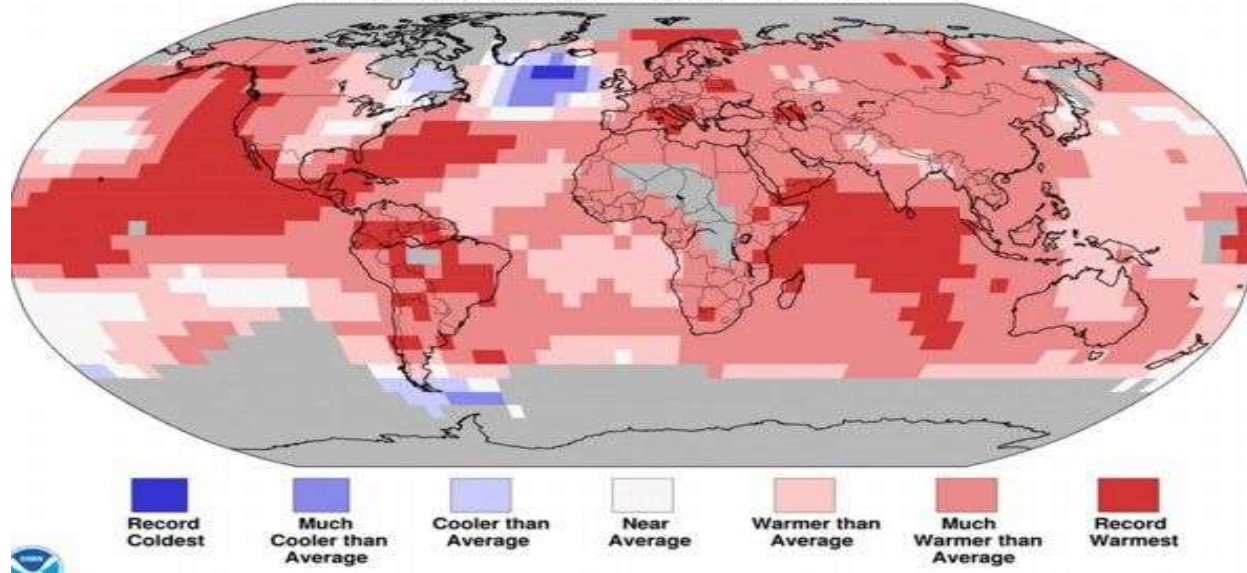 Record
Coldest
Much
Cooler than
Average
Cooler than
Average
Near
Average
Warmer than
Average
Much
Warmer than
Average
Record
Warmest